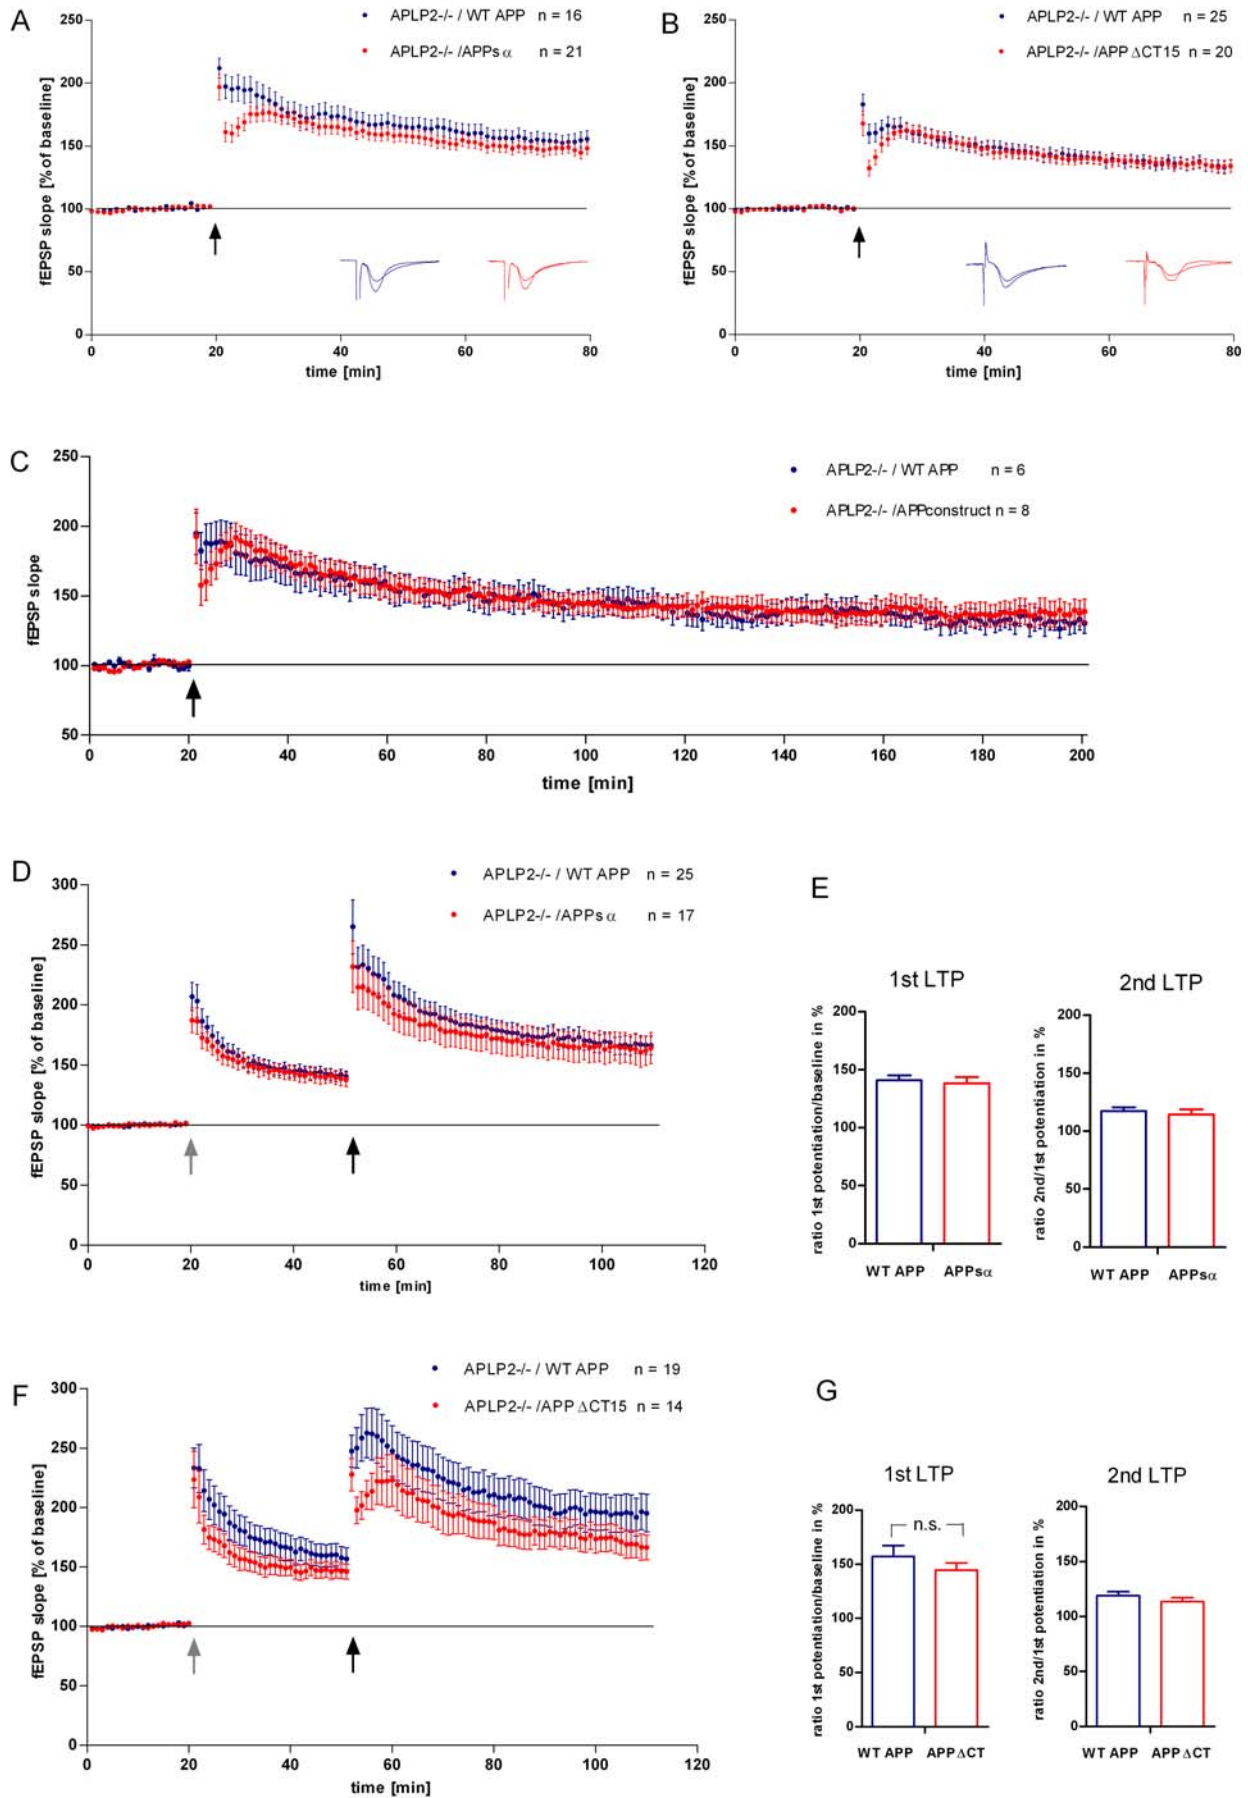 A
APLP2-/- / WT APP n = 16
APLP2-/- /APPs α n = 21
fEPSP slope [% of baseline]
250
200
150
100
50
0
0 20 40 60 80
time [min]
B
APLP2-/- / WT APP n = 25
APLP2-/- /APP ΔCT15 n = 20
fEPSP slope [% of baseline]
250
200
150
100
50
0
0 20 40 60 80
time [min]
C
APLP2-/- / WT APP n = 6
APLP2-/- /APPconstruct n = 8
fEPSP slope
250
200
150
100
50
0 20 40 60 80 100 120 140 160 180 200
time [min]
D
APLP2-/- / WT APP n = 25
APLP2-/- /APPs α n = 17
fEPSP slope [% of baseline]
300
250
200
150
100
50
0
0 20 40 60 80 100 120
time [min]
E
1st LTP
ratio 1st potentiation/baseline in %
200
150
100
50
0
WT APP APPsα
2nd LTP
ratio 2nd/1st potentiation in %
200
150
100
50
0
WT APP APPsα
F
APLP2-/- / WT APP n = 19
APLP2-/- /APP ΔCT15 n = 14
fEPSP slope [% of baseline]
300
250
200
150
100
50
0
0 20 40 60 80 100 120
time [min]
G
1st LTP
ratio 1st potentiation/baseline in %
200
150
100
50
0
n.s.
WT APP APP ΔCT
2nd LTP
ratio 2nd/1st potentiation in %
200
150
100
50
0
WT APP APP ΔCT